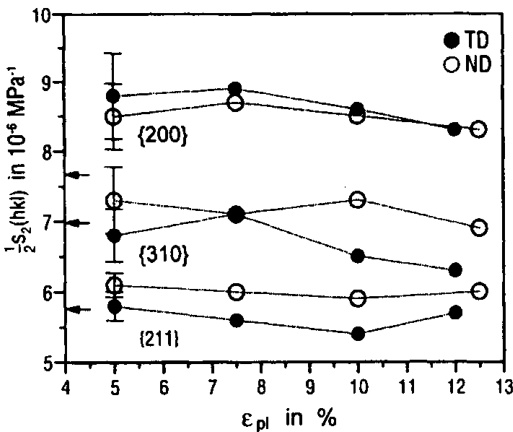 10
9
8
7
6
5
½S₂(hkl) in 10⁻⁶ MPa⁻¹
● TD
○ ND
{200}
{310}
{211}
4 5 6 7 8 9 10 11 12 13
ε_pl in %